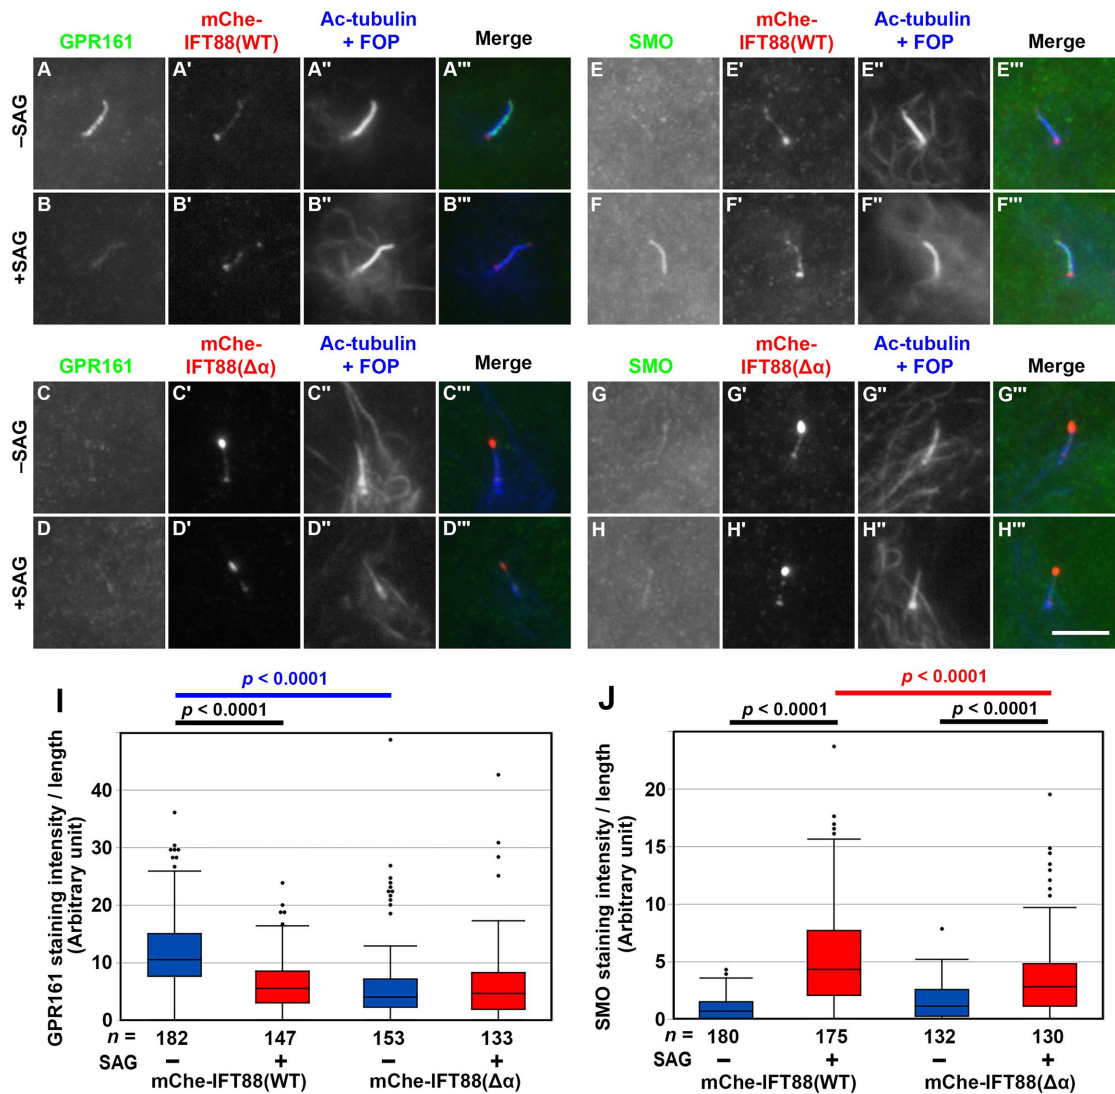 GPR161 mChe-IFT88(WT) Ac-tubulin + FOP Merge
SMO mChe-IFT88(WT) Ac-tubulin + FOP Merge
–SAG
A A' A'' A''' E E' E'' E'''
+SAG
B B' B'' B''' F F' F'' F'''
GPR161 mChe-IFT88(Δα) Ac-tubulin + FOP Merge
SMO mChe-IFT88(Δα) Ac-tubulin + FOP Merge
–SAG
C C' C'' C''' G G' G'' G'''
+SAG
D D' D'' D''' H H' H'' H'''
I
p < 0.0001
p < 0.0001
GPR161 staining intensity / length
(Arbitrary unit)
40
30
20
10
0
n = 182 147 153 133
SAG – + – +
mChe-IFT88(WT) mChe-IFT88(Δα)
J
p < 0.0001
p < 0.0001 p < 0.0001
SMO staining intensity / length
(Arbitrary unit)
20
15
10
5
0
n = 180 175 132 130
SAG – + – +
mChe-IFT88(WT) mChe-IFT88(Δα)